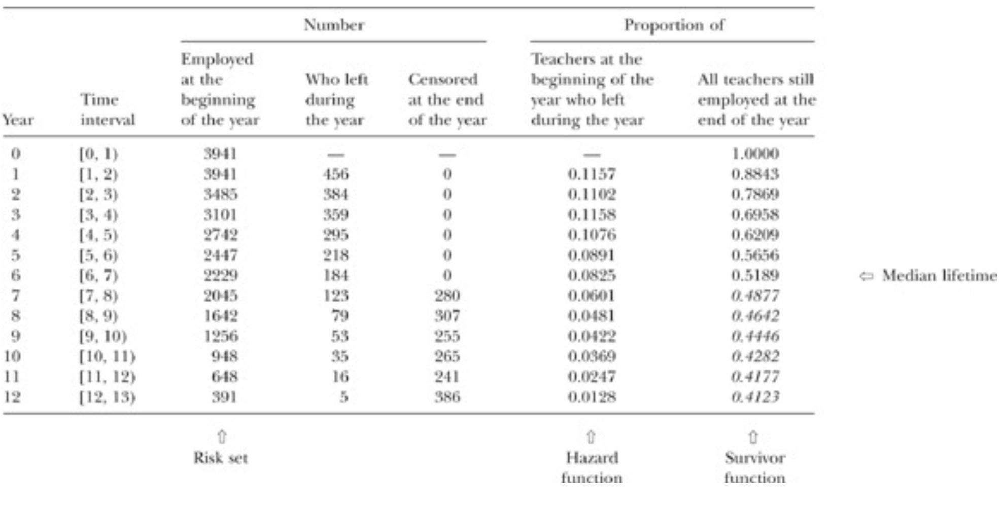 Number Proportion of
Employed Teachers at the
at the Who left Censored beginning of the All teachers still
Time beginning during at the end year who left employed at the
Year interval of the year the year of the year during the year end of the year
0 [0, 1) 3941 — — — 1.0000
1 [1, 2) 3941 456 0 0.1157 0.8843
2 [2, 3) 3485 384 0 0.1102 0.7869
3 [3, 4) 3101 359 0 0.1158 0.6958
4 [4, 5) 2742 295 0 0.1076 0.6209
5 [5, 6) 2447 218 0 0.0891 0.5656
6 [6, 7) 2229 184 0 0.0825 0.5189 ⇦ Median lifetime
7 [7, 8) 2045 123 280 0.0601 0.4877
8 [8, 9) 1642 79 307 0.0481 0.4642
9 [9, 10) 1256 53 255 0.0422 0.4446
10 [10, 11) 948 35 265 0.0369 0.4282
11 [11, 12) 648 16 241 0.0247 0.4177
12 [12, 13) 391 5 386 0.0128 0.4123
⇧ ⇧ ⇧
Risk set Hazard Survivor
function function